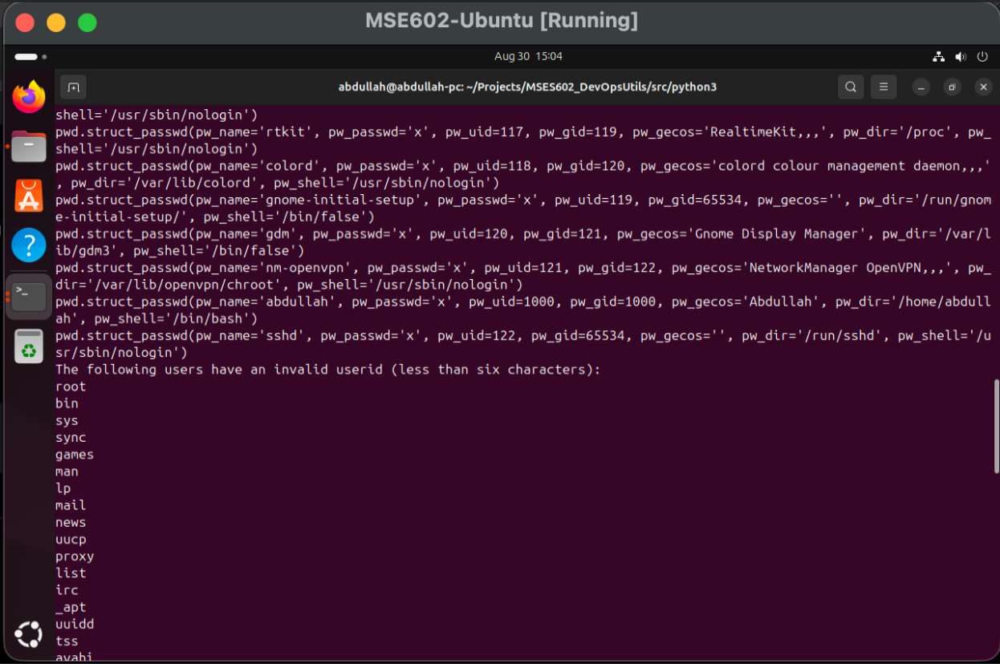 MSE602-Ubuntu [Running]
Aug 30 15:04
abdullah@abdullah-pc: ~/Projects/MSES602_DevOpsUtils/src/python3
shell='/usr/sbin/nologin')
pwd.struct_passwd(pw_name='rtkit', pw_passwd='x', pw_uid=117, pw_gid=119, pw_gecos='RealtimeKit,,,', pw_dir='/proc', pw_
shell='/usr/sbin/nologin')
pwd.struct_passwd(pw_name='colord', pw_passwd='x', pw_uid=118, pw_gid=120, pw_gecos='colord colour management daemon,,,'
, pw_dir='/var/lib/colord', pw_shell='/usr/sbin/nologin')
pwd.struct_passwd(pw_name='gnome-initial-setup', pw_passwd='x', pw_uid=119, pw_gid=65534, pw_gecos='', pw_dir='/run/gnom
e-initial-setup/', pw_shell='/bin/false')
pwd.struct_passwd(pw_name='gdm', pw_passwd='x', pw_uid=120, pw_gid=121, pw_gecos='Gnome Display Manager', pw_dir='/var/l
ib/gdm3', pw_shell='/bin/false')
pwd.struct_passwd(pw_name='nm-openvpn', pw_passwd='x', pw_uid=121, pw_gid=122, pw_gecos='NetworkManager OpenVPN,,,', pw_
dir='/var/lib/openvpn/chroot', pw_shell='/usr/sbin/nologin')
pwd.struct_passwd(pw_name='abdullah', pw_passwd='x', pw_uid=1000, pw_gid=1000, pw_gecos='Abdullah', pw_dir='/home/abdull
ah', pw_shell='/bin/bash')
pwd.struct_passwd(pw_name='sshd', pw_passwd='x', pw_uid=122, pw_gid=65534, pw_gecos='', pw_dir='/run/sshd', pw_shell='/u
sr/sbin/nologin')
The following users have an invalid userid (less than six characters):
root
bin
sys
sync
games
man
lp
mail
news
uucp
proxy
list
irc
_apt
uuidd
tss
avahi